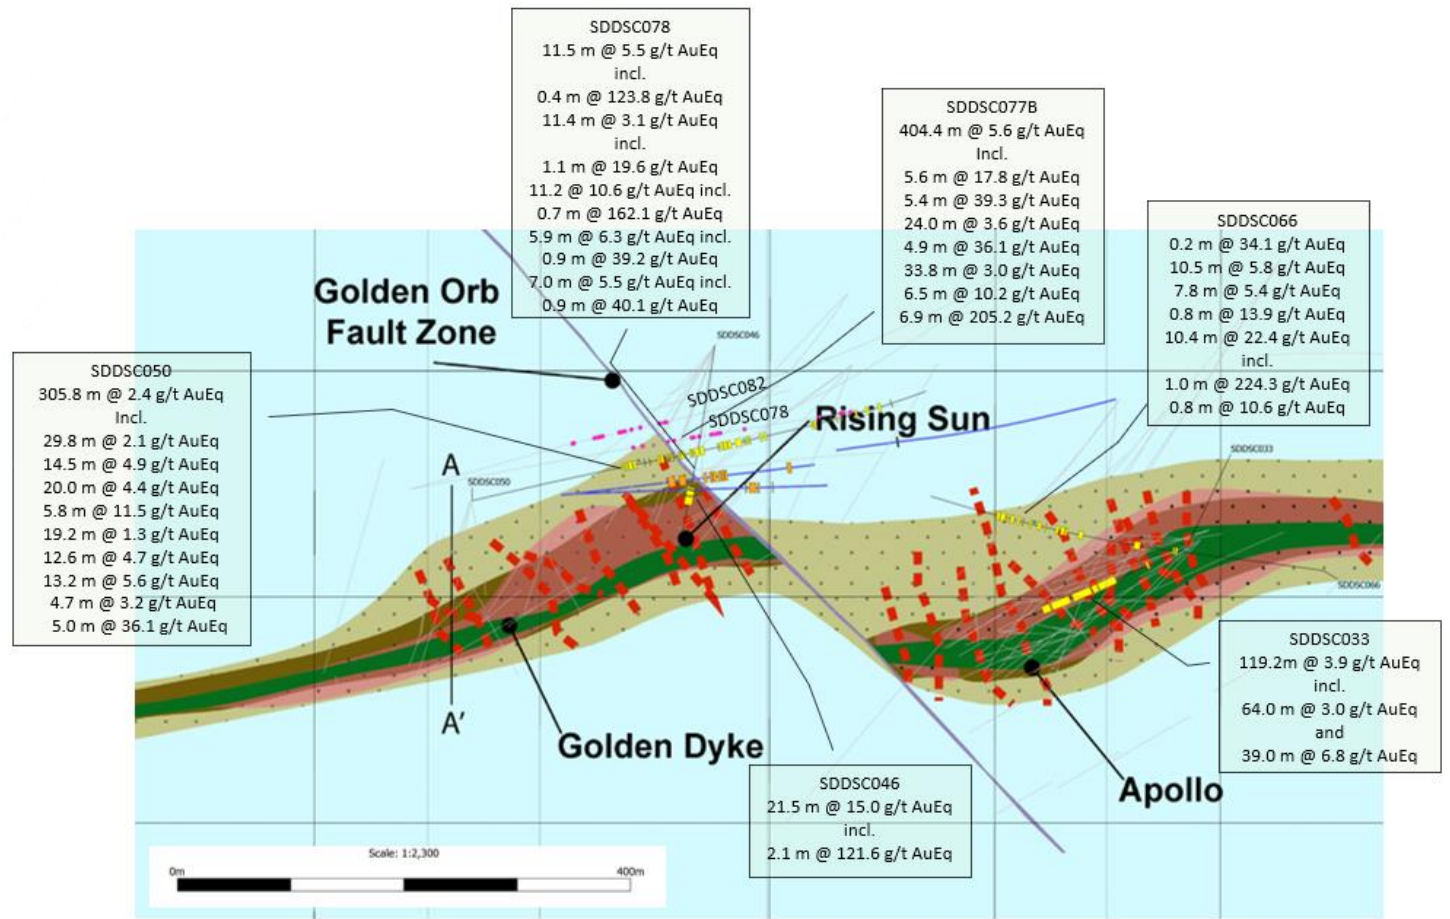 SDDSC078
11.5 m @ 5.5 g/t AuEq
incl.
0.4 m @ 123.8 g/t AuEq
11.4 m @ 3.1 g/t AuEq
incl.
1.1 m @ 19.6 g/t AuEq
11.2 @ 10.6 g/t AuEq incl.
0.7 m @ 162.1 g/t AuEq
5.9 m @ 6.3 g/t AuEq incl.
0.9 m @ 39.2 g/t AuEq
7.0 m @ 5.5 g/t AuEq incl.
0.9 m @ 40.1 g/t AuEq
SDDSC077B
404.4 m @ 5.6 g/t AuEq
Incl.
5.6 m @ 17.8 g/t AuEq
5.4 m @ 39.3 g/t AuEq
24.0 m @ 3.6 g/t AuEq
4.9 m @ 36.1 g/t AuEq
33.8 m @ 3.0 g/t AuEq
6.5 m @ 10.2 g/t AuEq
6.9 m @ 205.2 g/t AuEq
SDDSC066
0.2 m @ 34.1 g/t AuEq
10.5 m @ 5.8 g/t AuEq
7.8 m @ 5.4 g/t AuEq
0.8 m @ 13.9 g/t AuEq
10.4 m @ 22.4 g/t AuEq
incl.
1.0 m @ 224.3 g/t AuEq
0.8 m @ 10.6 g/t AuEq
Golden Orb
Fault Zone
SDDSC050
305.8 m @ 2.4 g/t AuEq
Incl.
29.8 m @ 2.1 g/t AuEq
14.5 m @ 4.9 g/t AuEq
20.0 m @ 4.4 g/t AuEq
5.8 m @ 11.5 g/t AuEq
19.2 m @ 1.3 g/t AuEq
12.6 m @ 4.7 g/t AuEq
13.2 m @ 5.6 g/t AuEq
4.7 m @ 3.2 g/t AuEq
5.0 m @ 36.1 g/t AuEq
SDDSC046
SDDSC082
SDDSC078
Rising Sun
A
SDDSC050
SDDSC033
SDDSC066
A'
Golden Dyke
Apollo
SDDSC033
119.2m @ 3.9 g/t AuEq
incl.
64.0 m @ 3.0 g/t AuEq
and
39.0 m @ 6.8 g/t AuEq
SDDSC046
21.5 m @ 15.0 g/t AuEq
incl.
2.1 m @ 121.6 g/t AuEq
Scale: 1:2,300
0m
400m